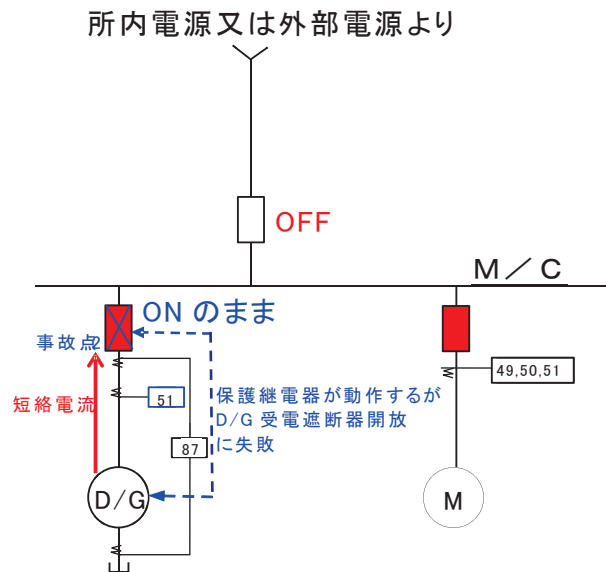 所内電源又は外部電源より
OFF
M/C
ONのまま
事故点2
短絡電流
51
保護継電器が動作するが
D/G受電遮断器開放
に失敗
87
49,50,51
D/G
M